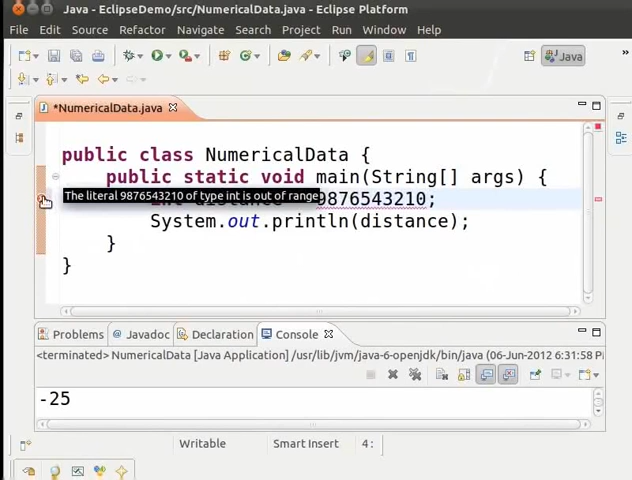 Java - EclipseDemo/src/NumericalData.java - Eclipse Platform
File Edit Source Refactor Navigate Search Project Run Window Help
Java
*NumericalData.java
public class NumericalData {
public static void main(String[] args) {
The literal 9876543210 of type int is out of range
int distance 9876543210;
System.out.println(distance);
}
}
Problems Javadoc Declaration Console
<terminated> NumericalData [Java Application] /usr/lib/jvm/java-6-openjdk/bin/java (06-Jun-2012 6:31:58
-25
Writable Smart Insert 4 :